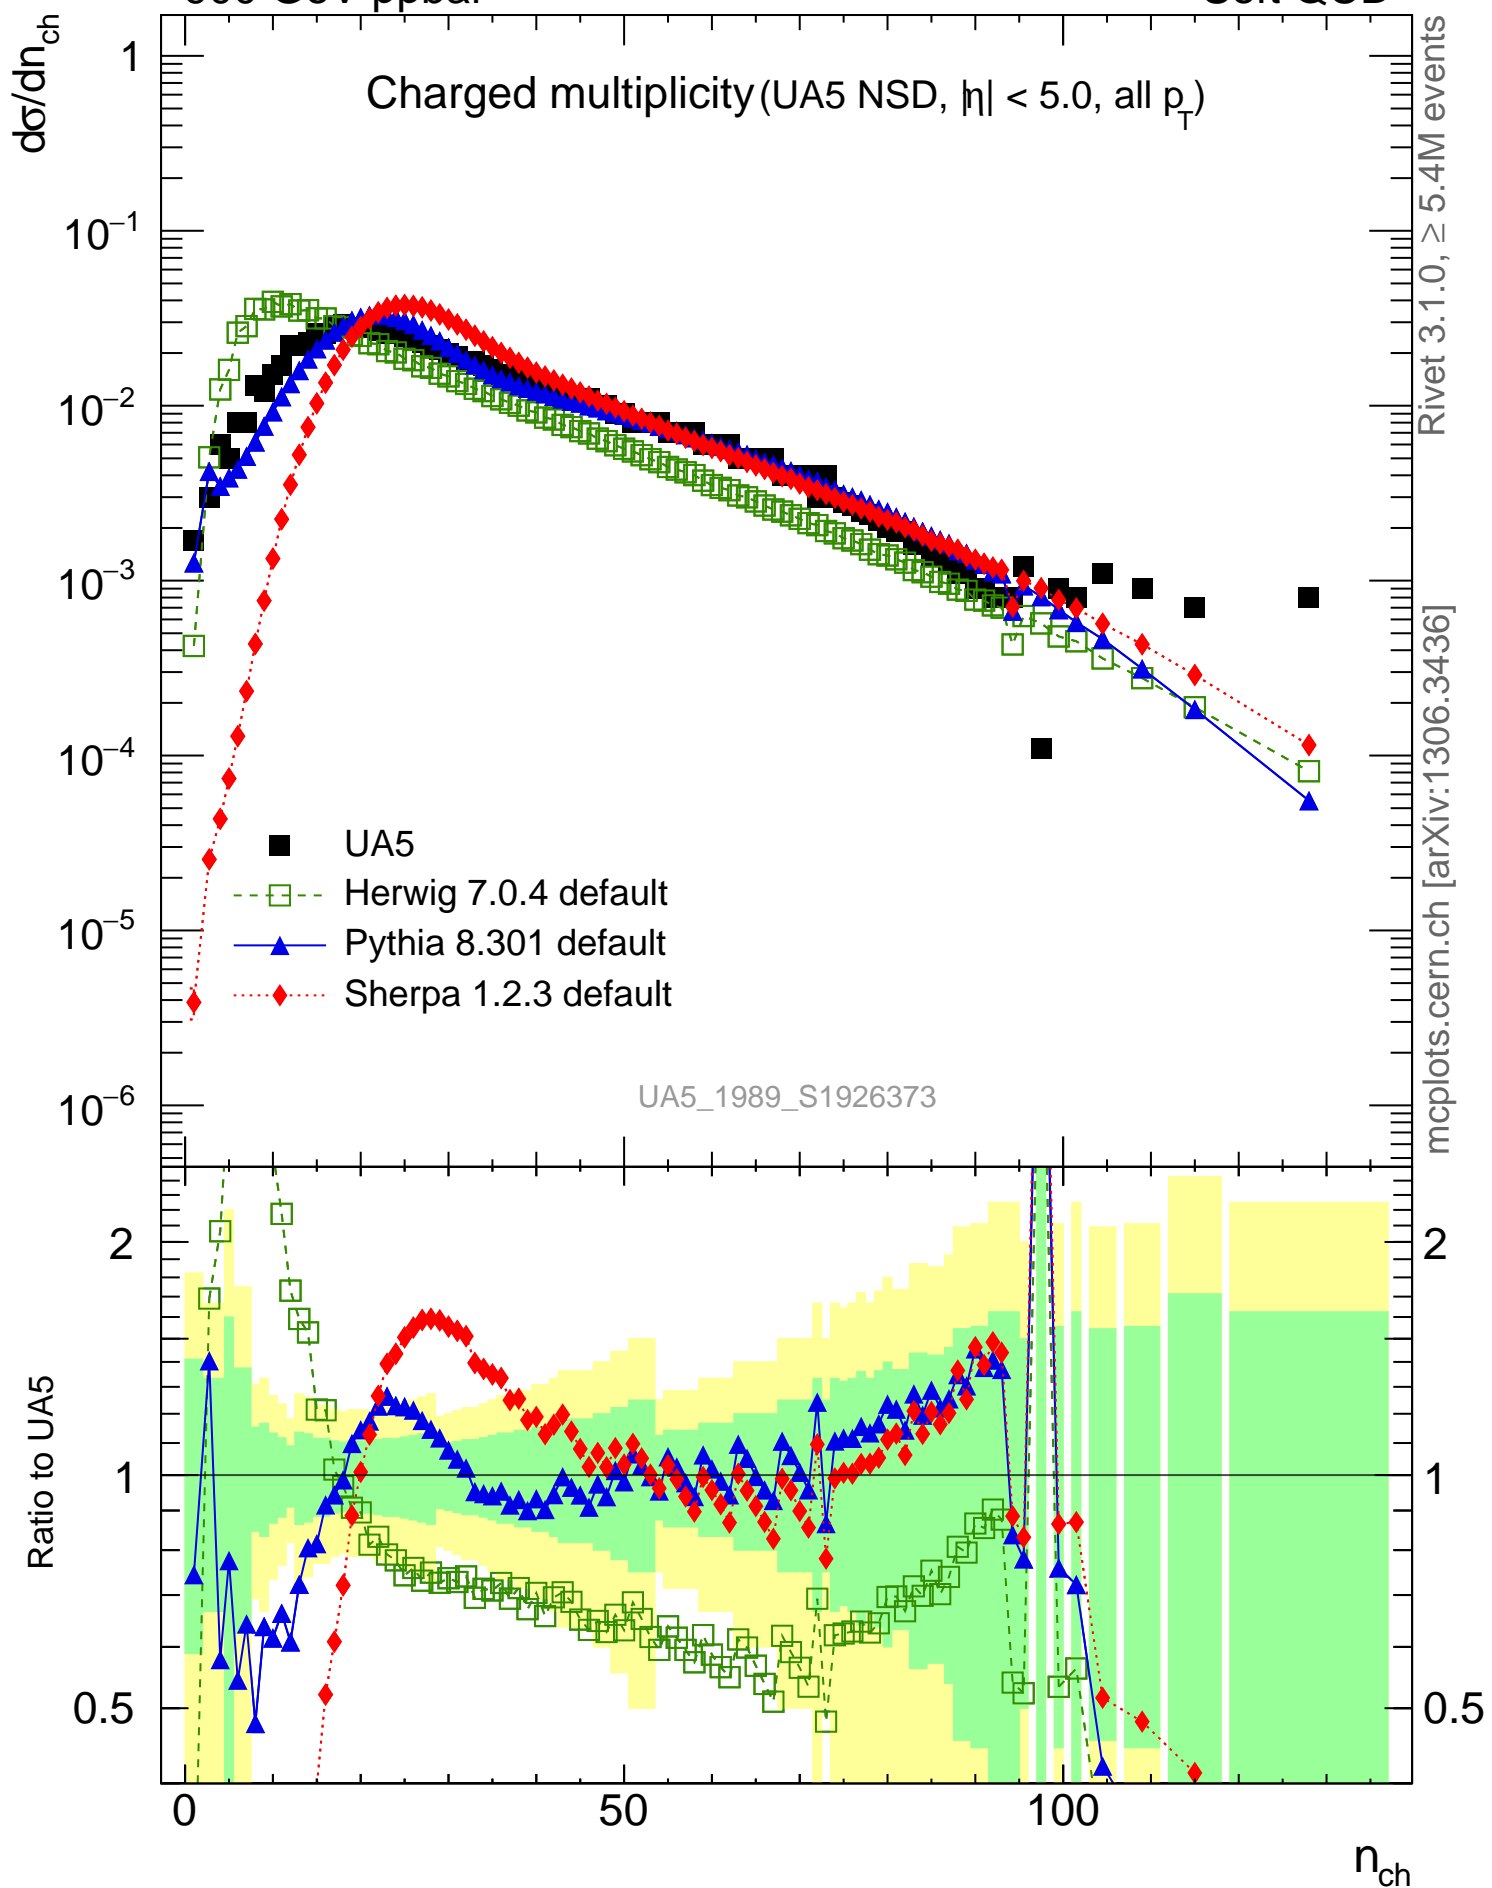 dσ/dn_ch
Charged multiplicity (UA5 NSD, |η| < 5.0, all p_T)
1
10^−1
10^−2
10^−3
10^−4
10^−5
10^−6
UA5
Herwig 7.0.4 default
Pythia 8.301 default
Sherpa 1.2.3 default
UA5_1989_S1926373
Rivet 3.1.0, ≥ 5.4M events
mcplots.cern.ch [arXiv:1306.3436]
Ratio to UA5
2
1
0.5
2
1
0.5
0
50
100
n_ch